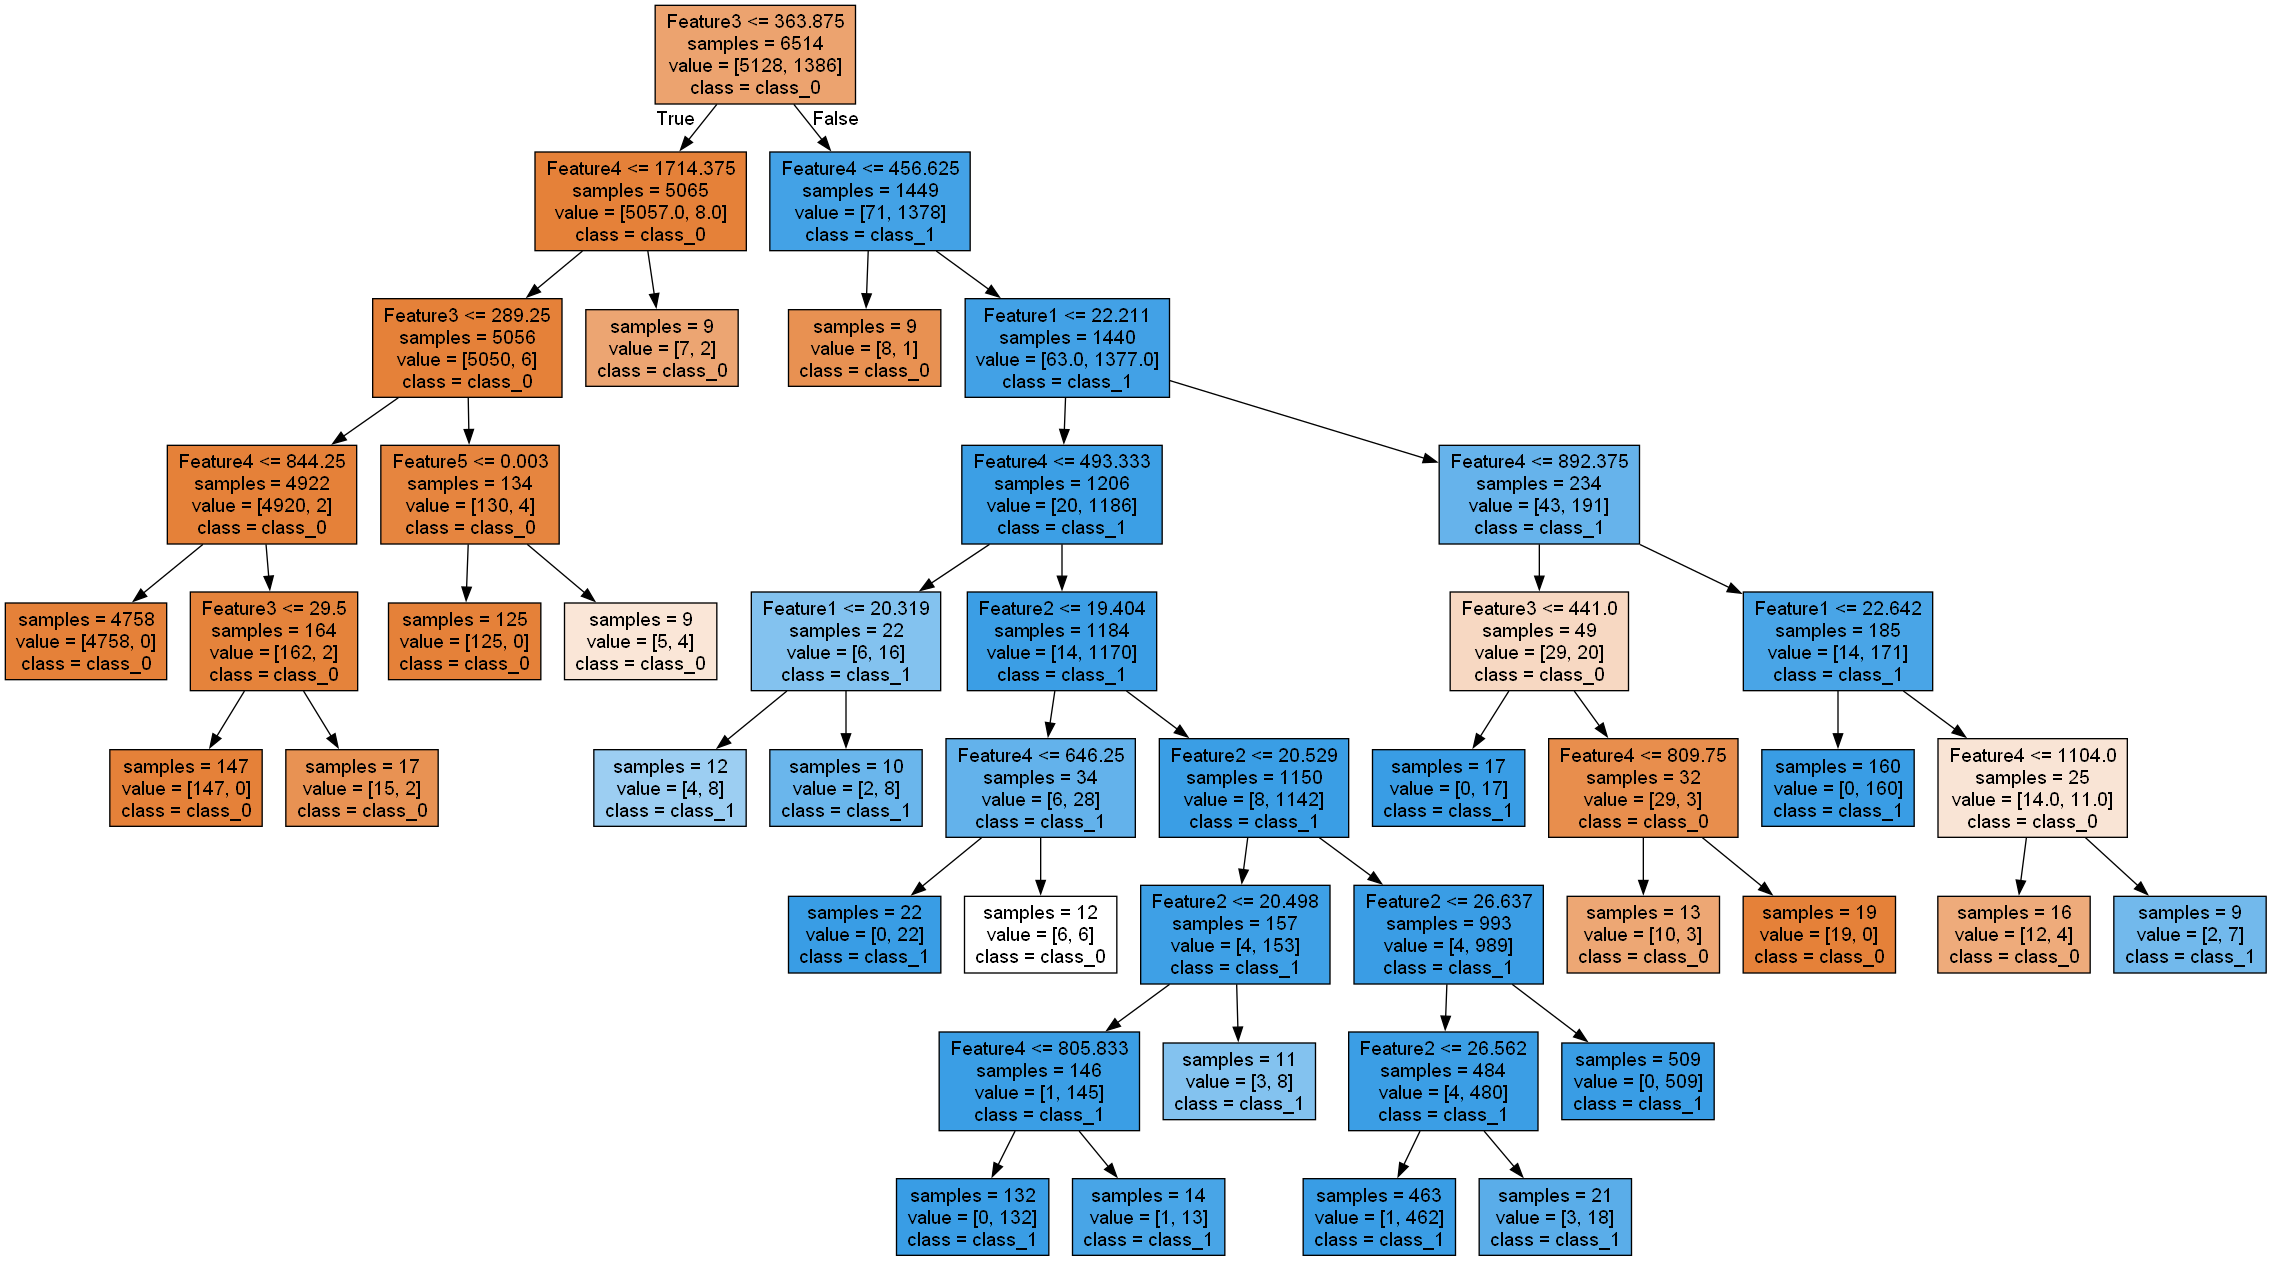 Feature3 <= 363.875
samples = 6514
value = [5128, 1386]
class = class_0
True
False
Feature4 <= 1714.375
samples = 5065
value = [5057.0, 8.0]
class = class_0
Feature4 <= 456.625
samples = 1449
value = [71, 1378]
class = class_1
Feature3 <= 289.25
samples = 5056
value = [5050, 6]
class = class_0
samples = 9
value = [7, 2]
class = class_0
samples = 9
value = [8, 1]
class = class_0
Feature1 <= 22.211
samples = 1440
value = [63.0, 1377.0]
class = class_1
Feature4 <= 844.25
samples = 4922
value = [4920, 2]
class = class_0
Feature5 <= 0.003
samples = 134
value = [130, 4]
class = class_0
Feature4 <= 493.333
samples = 1206
value = [20, 1186]
class = class_1
Feature4 <= 892.375
samples = 234
value = [43, 191]
class = class_1
samples = 4758
value = [4758, 0]
class = class_0
Feature3 <= 29.5
samples = 164
value = [162, 2]
class = class_0
samples = 125
value = [125, 0]
class = class_0
samples = 9
value = [5, 4]
class = class_0
Feature1 <= 20.319
samples = 22
value = [6, 16]
class = class_1
Feature2 <= 19.404
samples = 1184
value = [14, 1170]
class = class_1
Feature3 <= 441.0
samples = 49
value = [29, 20]
class = class_0
Feature1 <= 22.642
samples = 185
value = [14, 171]
class = class_1
samples = 147
value = [147, 0]
class = class_0
samples = 17
value = [15, 2]
class = class_0
samples = 12
value = [4, 8]
class = class_1
samples = 10
value = [2, 8]
class = class_1
Feature4 <= 646.25
samples = 34
value = [6, 28]
class = class_1
Feature2 <= 20.529
samples = 1150
value = [8, 1142]
class = class_1
samples = 17
value = [0, 17]
class = class_1
Feature4 <= 809.75
samples = 32
value = [29, 3]
class = class_0
samples = 160
value = [0, 160]
class = class_1
Feature4 <= 1104.0
samples = 25
value = [14.0, 11.0]
class = class_0
samples = 22
value = [0, 22]
class = class_1
samples = 12
value = [6, 6]
class = class_0
Feature2 <= 20.498
samples = 157
value = [4, 153]
class = class_1
Feature2 <= 26.637
samples = 993
value = [4, 989]
class = class_1
samples = 13
value = [10, 3]
class = class_0
samples = 19
value = [19, 0]
class = class_0
samples = 16
value = [12, 4]
class = class_0
samples = 9
value = [2, 7]
class = class_1
Feature4 <= 805.833
samples = 146
value = [1, 145]
class = class_1
samples = 11
value = [3, 8]
class = class_1
Feature2 <= 26.562
samples = 484
value = [4, 480]
class = class_1
samples = 509
value = [0, 509]
class = class_1
samples = 132
value = [0, 132]
class = class_1
samples = 14
value = [1, 13]
class = class_1
samples = 463
value = [1, 462]
class = class_1
samples = 21
value = [3, 18]
class = class_1